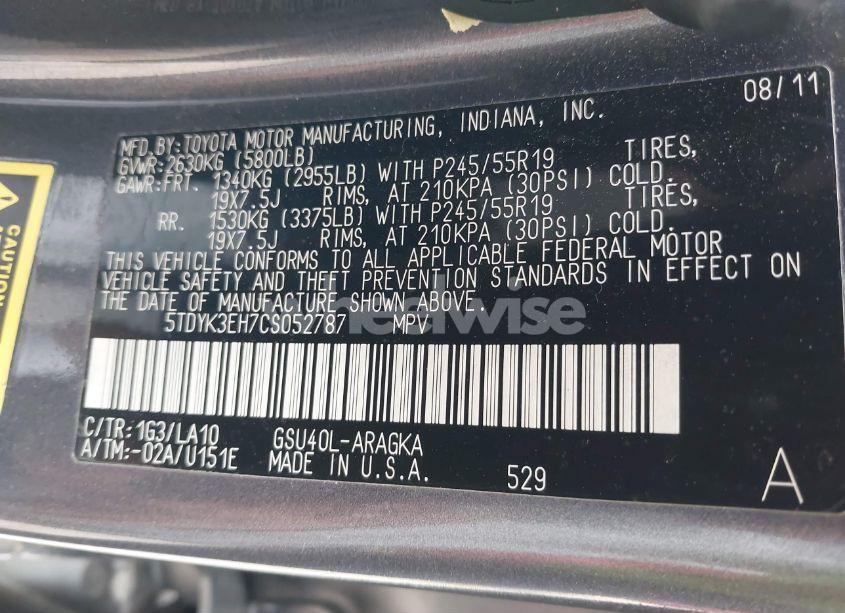 08/11
MFD.BY:TOYOTA MOTOR MANUFACTURING, INDIANA, INC.
GVWR:2630KG (5800LB)
GAWR:FRT. 1340KG (2955LB) WITH P245/55R19 TIRES,
19X7.5J RIMS, AT 210KPA (30PSI) COLD.
RR. 1530KG (3375LB) WITH P245/55R19 TIRES,
19X7.5J RIMS, AT 210KPA (30PSI) COLD.
THIS VEHICLE CONFORMS TO ALL APPLICABLE FEDERAL MOTOR
VEHICLE SAFETY AND THEFT PREVENTION STANDARDS IN EFFECT ON
THE DATE OF MANUFACTURE SHOWN ABOVE.
5TDYK3EH7CS052787 MPV
C/TR:1G3/LA10 GSU40L-ARAGKA
A/TM:-02A/U151E MADE IN U.S.A. 529
A
CAUTION